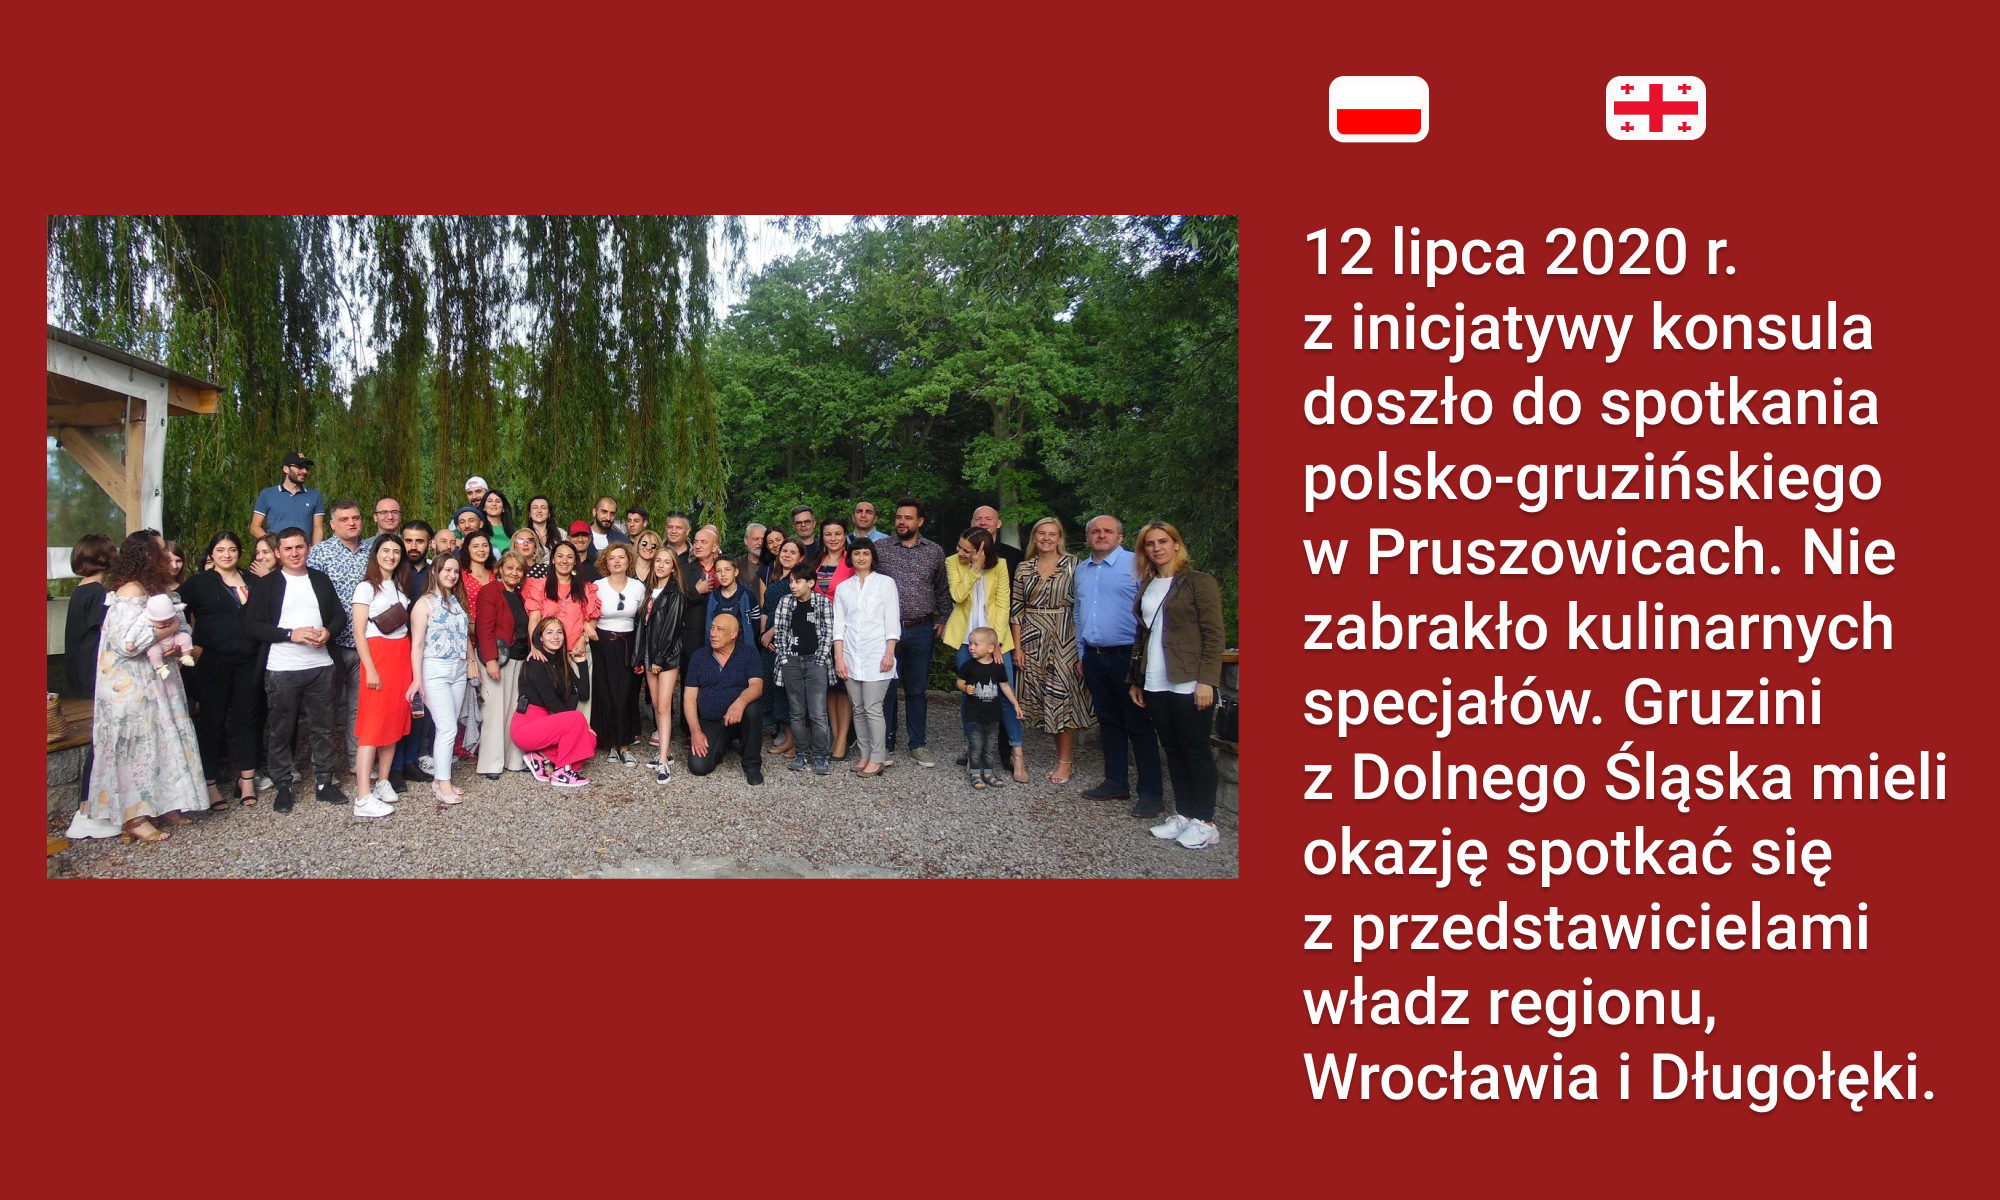 12 lipca 2020 r.
z inicjatywy konsula
doszło do spotkania
polsko-gruzińskiego
w Pruszowicach. Nie
zabrakło kulinarnych
specjałów. Gruzini
z Dolnego Śląska mieli
okazję spotkać się
z przedstawicielami
władz regionu,
Wrocławia i Długołęki.